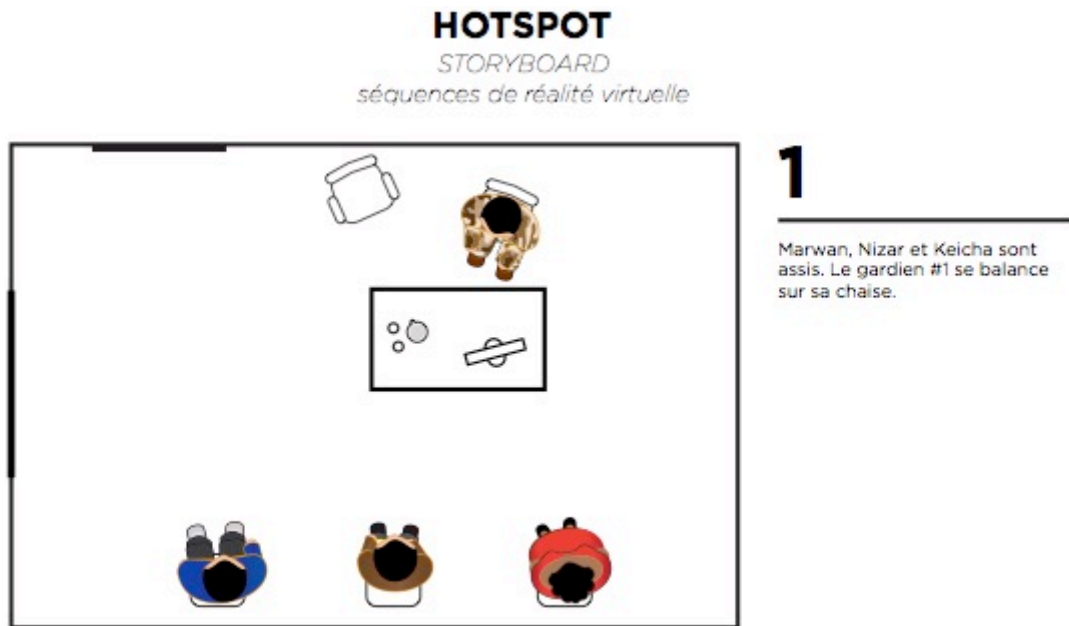 HOTSPOT
STORYBOARD
séquences de réalité virtuelle
1
Marwan, Nizar et Keicha sont
assis. Le gardien #1 se balance
sur sa chaise.